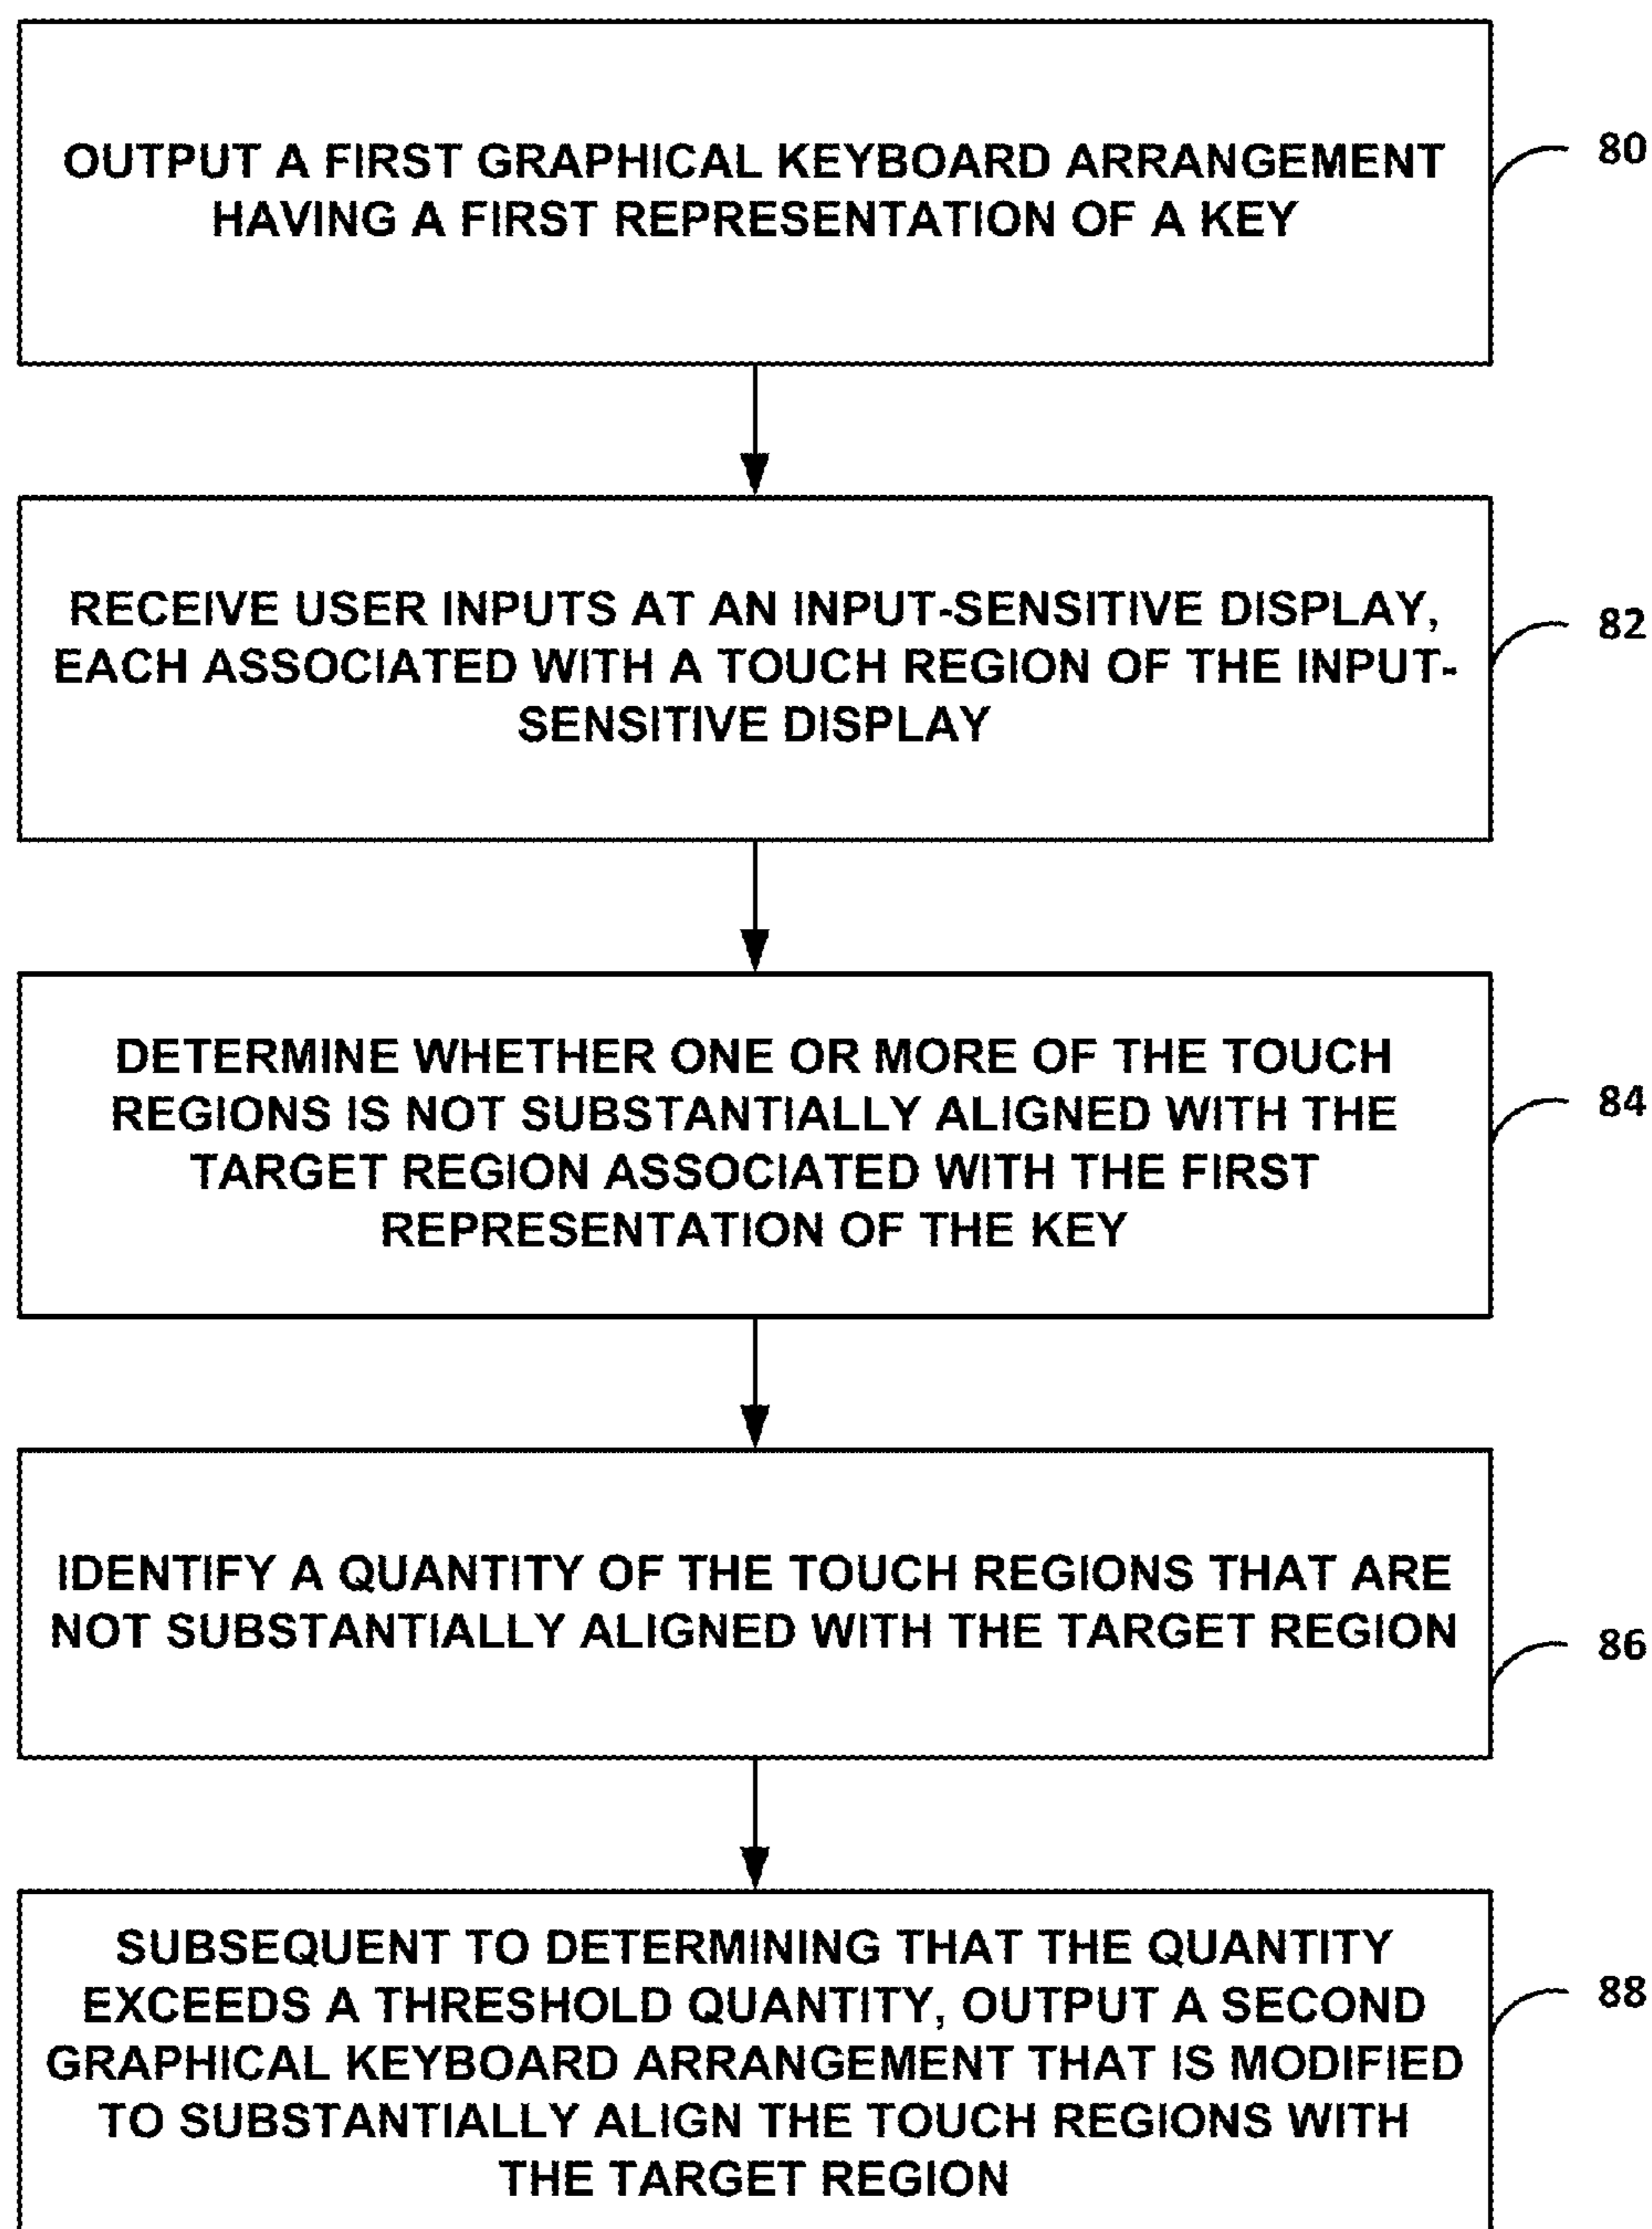 OUTPUT A FIRST GRAPHICAL KEYBOARD ARRANGEMENT
HAVING A FIRST REPRESENTATION OF A KEY
80
RECEIVE USER INPUTS AT AN INPUT-SENSITIVE DISPLAY,
EACH ASSOCIATED WITH A TOUCH REGION OF THE INPUT-
SENSITIVE DISPLAY
82
DETERMINE WHETHER ONE OR MORE OF THE TOUCH
REGIONS IS NOT SUBSTANTIALLY ALIGNED WITH THE
TARGET REGION ASSOCIATED WITH THE FIRST
REPRESENTATION OF THE KEY
84
IDENTIFY A QUANTITY OF THE TOUCH REGIONS THAT ARE
NOT SUBSTANTIALLY ALIGNED WITH THE TARGET REGION
86
SUBSEQUENT TO DETERMINING THAT THE QUANTITY
EXCEEDS A THRESHOLD QUANTITY, OUTPUT A SECOND
GRAPHICAL KEYBOARD ARRANGEMENT THAT IS MODIFIED
TO SUBSTANTIALLY ALIGN THE TOUCH REGIONS WITH
THE TARGET REGION
88